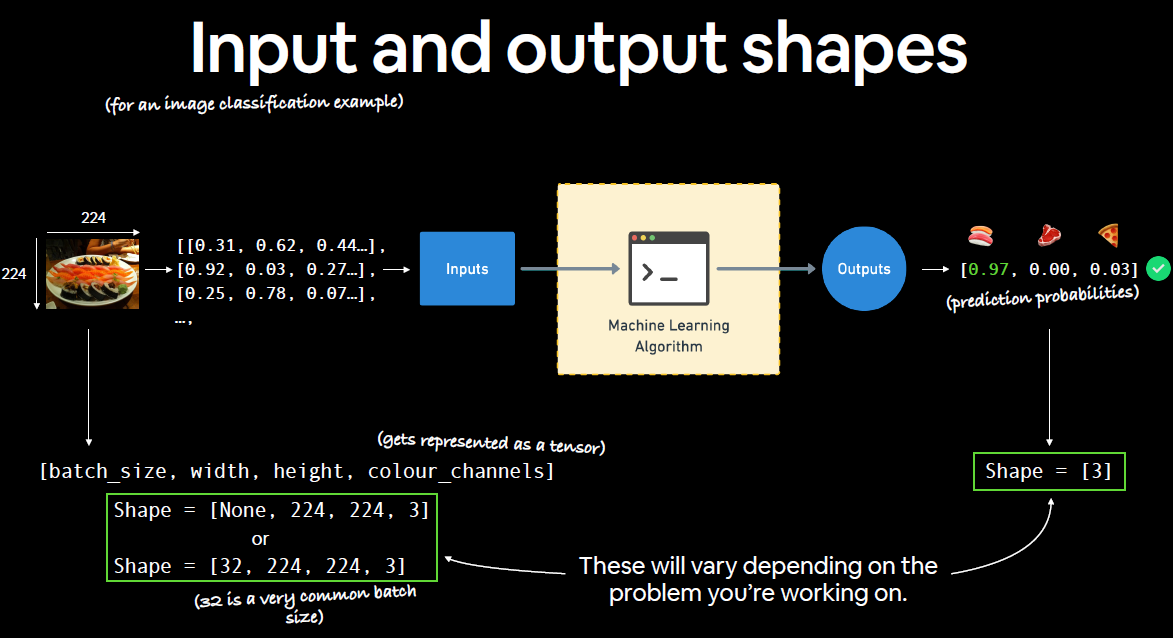 Input and output shapes
(for an image classification example)
224
224
[[0.31, 0.62, 0.44…],
[0.92, 0.03, 0.27…],
[0.25, 0.78, 0.07…],
…,
Inputs
Machine Learning
Algorithm
Outputs
[0.97, 0.00, 0.03]
(prediction probabilities)
(gets represented as a tensor)
[batch_size, width, height, colour_channels]
Shape = [None, 224, 224, 3]
or
Shape = [32, 224, 224, 3]
(32 is a very common batch
size)
Shape = [3]
These will vary depending on the
problem you’re working on.